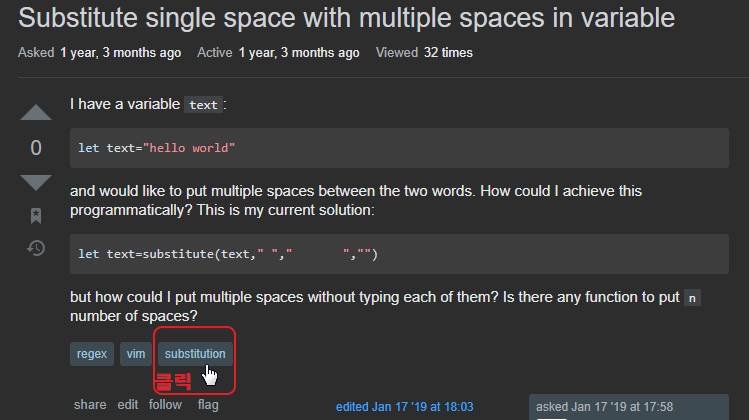 Substitute single space with multiple spaces in variable
Asked 1 year, 3 months ago Active 1 year, 3 months ago Viewed 32 times
I have a variable text:
0
let text="hello world"
and would like to put multiple spaces between the two words. How could I achieve this
programmatically? This is my current solution:
let text=substitute(text," ","       ","")
but how could I put multiple spaces without typing each of them? Is there any function to put n
number of spaces?
regex vim substitution
클릭
share edit follow flag
edited Jan 17 '19 at 18:03
asked Jan 17 '19 at 17:58